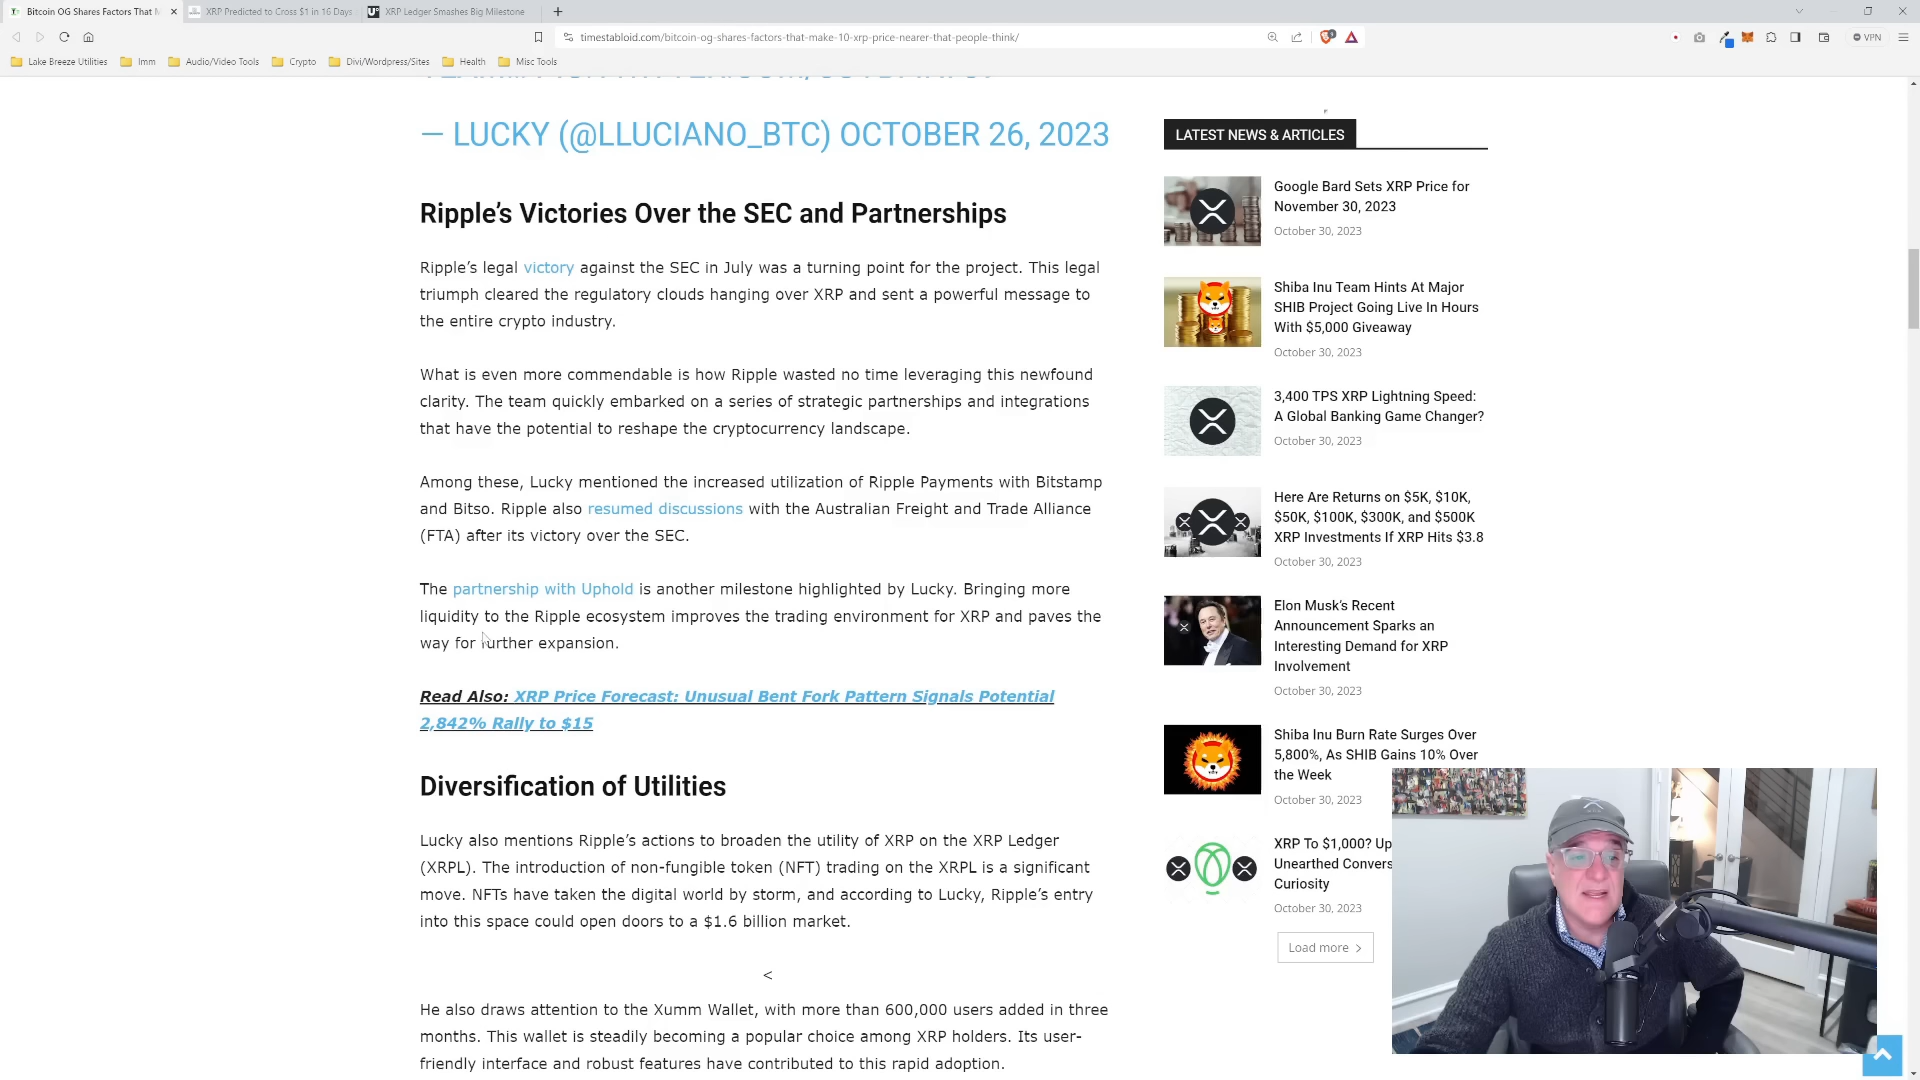 Bitcoin OG Shares Factors That M
XRP Predicted to Cross $1 in 16 Days
XRP Ledger Smashes Big Milestone
timestabloid.com/bitcoin-og-shares-factors-that-make-10-xrp-price-nearer-that-people-think/
VPN
Lake Breeze Utilities
Imm
Audio/Video Tools
Crypto
Divi/Wordpress/Sites
Health
Misc Tools
— LUCKY (@LLUCIANO_BTC) OCTOBER 26, 2023
Ripple's Victories Over the SEC and Partnerships
Ripple's legal victory against the SEC in July was a turning point for the project. This legal
triumph cleared the regulatory clouds hanging over XRP and sent a powerful message to
the entire crypto industry.
What is even more commendable is how Ripple wasted no time leveraging this newfound
clarity. The team quickly embarked on a series of strategic partnerships and integrations
that have the potential to reshape the cryptocurrency landscape.
Among these, Lucky mentioned the increased utilization of Ripple Payments with Bitstamp
and Bitso. Ripple also resumed discussions with the Australian Freight and Trade Alliance
(FTA) after its victory over the SEC.
The partnership with Uphold is another milestone highlighted by Lucky. Bringing more
liquidity to the Ripple ecosystem improves the trading environment for XRP and paves the
way for further expansion.
Read Also: XRP Price Forecast: Unusual Bent Fork Pattern Signals Potential
2,842% Rally to $15
Diversification of Utilities
Lucky also mentions Ripple's actions to broaden the utility of XRP on the XRP Ledger
(XRPL). The introduction of non-fungible token (NFT) trading on the XRPL is a significant
move. NFTs have taken the digital world by storm, and according to Lucky, Ripple's entry
into this space could open doors to a $1.6 billion market.
<
He also draws attention to the Xumm Wallet, with more than 600,000 users added in three
months. This wallet is steadily becoming a popular choice among XRP holders. Its user-
friendly interface and robust features have contributed to this rapid adoption.
LATEST NEWS & ARTICLES
Google Bard Sets XRP Price for
November 30, 2023
October 30, 2023
Shiba Inu Team Hints At Major
SHIB Project Going Live In Hours
With $5,000 Giveaway
October 30, 2023
3,400 TPS XRP Lightning Speed:
A Global Banking Game Changer?
October 30, 2023
Here Are Returns on $5K, $10K,
$50K, $100K, $300K, and $500K
XRP Investments If XRP Hits $3.8
October 30, 2023
Elon Musk's Recent
Announcement Sparks an
Interesting Demand for XRP
Involvement
October 30, 2023
Shiba Inu Burn Rate Surges Over
5,800%, As SHIB Gains 10% Over
the Week
October 30, 2023
XRP To $1,000? Up
Unearthed Convers
Curiosity
October 30, 2023
Load more >